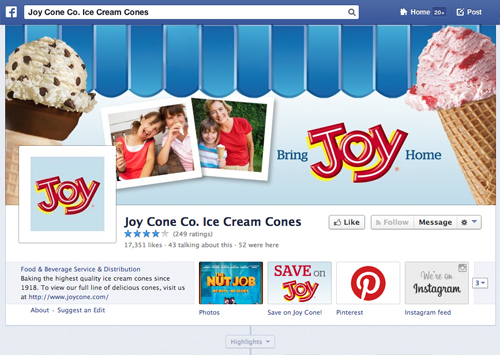 Joy Cone Co. Ice Cream Cones
Home 20+
Post
Bring JOY Home
JOY
Joy Cone Co. Ice Cream Cones
(249 ratings)
17,351 likes · 43 talking about this · 52 were here
Like
Follow
Message
Food & Beverage Service & Distribution
Baking the highest quality ice cream cones since
1918. To view our full line of delicious cones, visit us
at http://www.joycone.com/
About · Suggest an Edit
THE NUT JOB
Photos
SAVE on
JOY
Save on Joy Cone!
Pinterest
We're on
Instagram
Instagram feed
3
Highlights